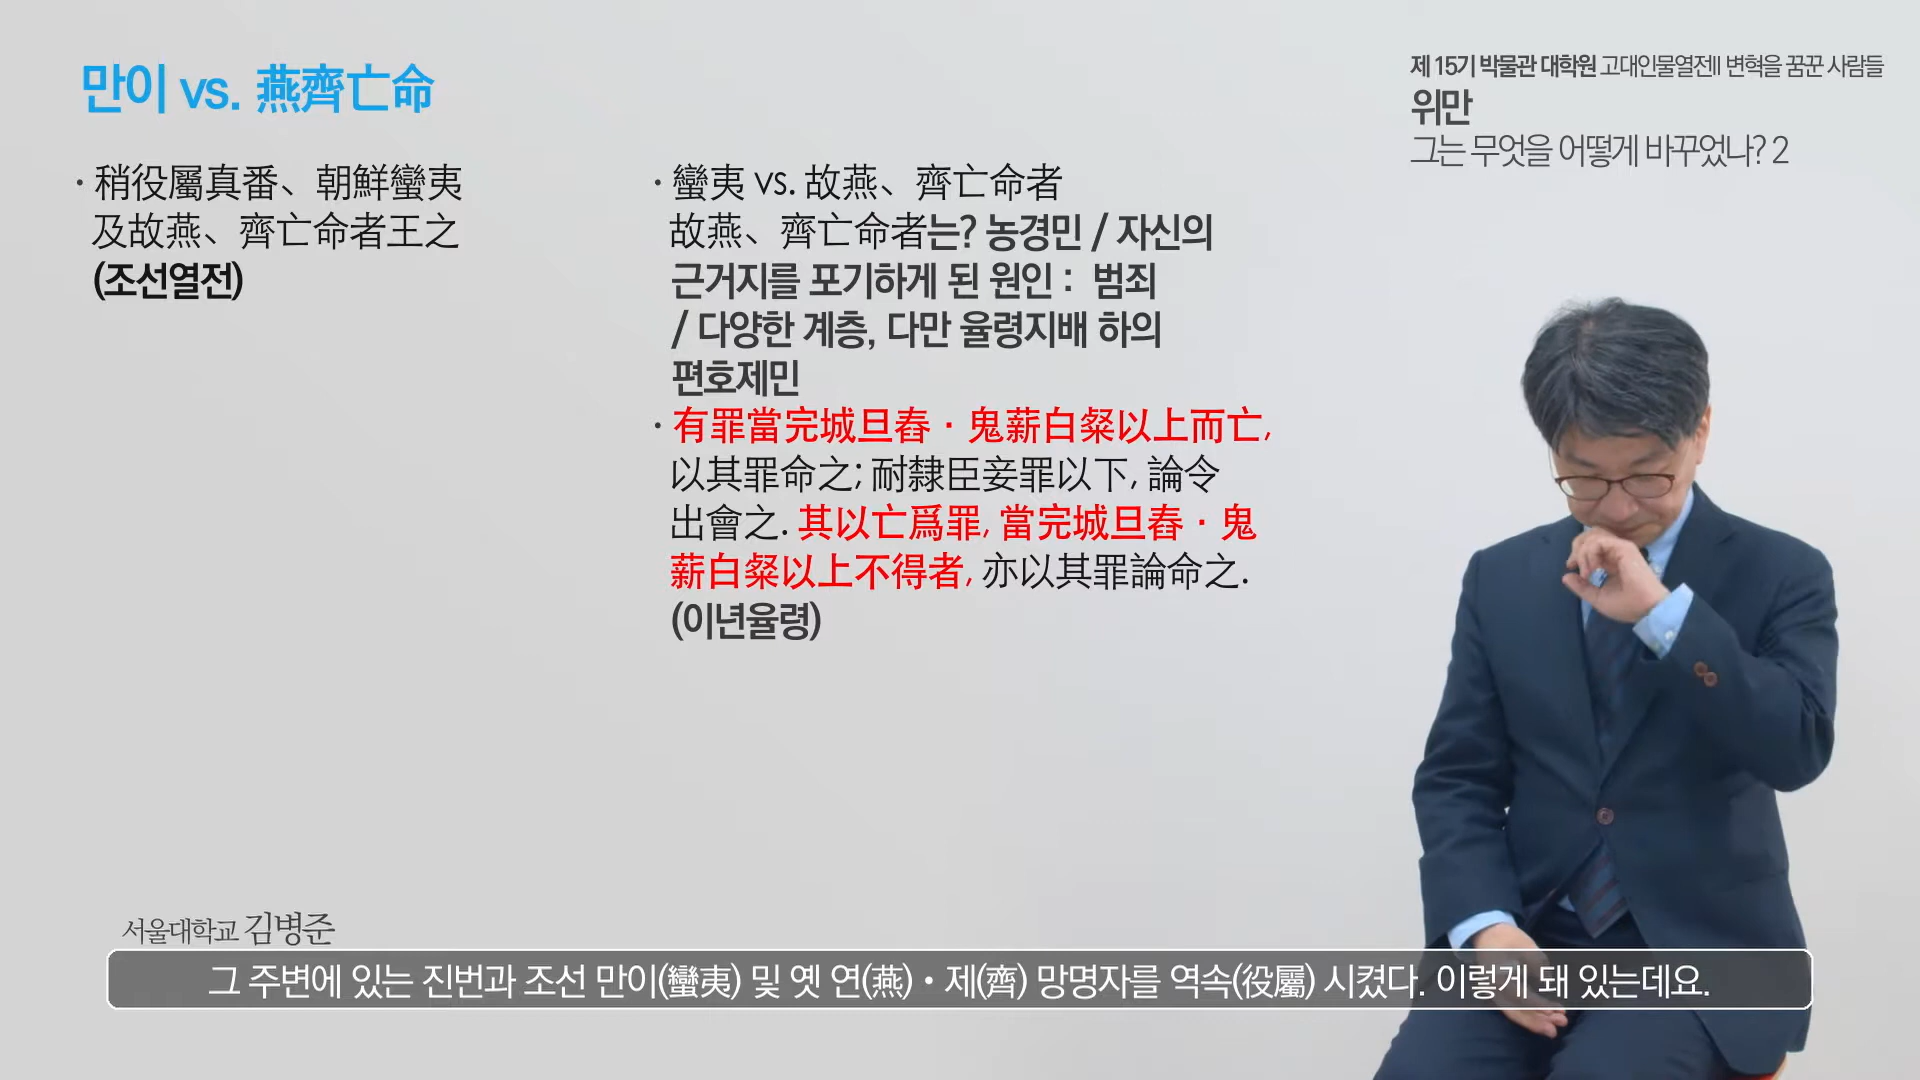 만이 vs. 燕齊亡命
제 15기 박물관 대학원 고대인물열전II 변혁을 꿈꾼 사람들
위만
그는 무엇을 어떻게 바꾸었나? 2
· 稍役屬真番、朝鮮蠻夷
及故燕、齊亡命者王之
(조선열전)
· 蠻夷 vs. 故燕、齊亡命者
故燕、齊亡命者는? 농경민 / 자신의
근거지를 포기하게 된 원인 : 범죄
/ 다양한 계층, 다만 율령지배 하의
편호제민
· 有罪當完城旦舂 · 鬼薪白粲以上而亡,
以其罪命之; 耐隸臣妾罪以下, 論令
出會之. 其以亡爲罪, 當完城旦舂 · 鬼
薪白粲以上不得者, 亦以其罪論命之.
(이년율령)
서울대학교 김병준
그 주변에 있는 진번과 조선 만이(蠻夷) 및 옛 연(燕)·제(齊) 망명자를 역속(役屬) 시켰다. 이렇게 돼 있는데요.